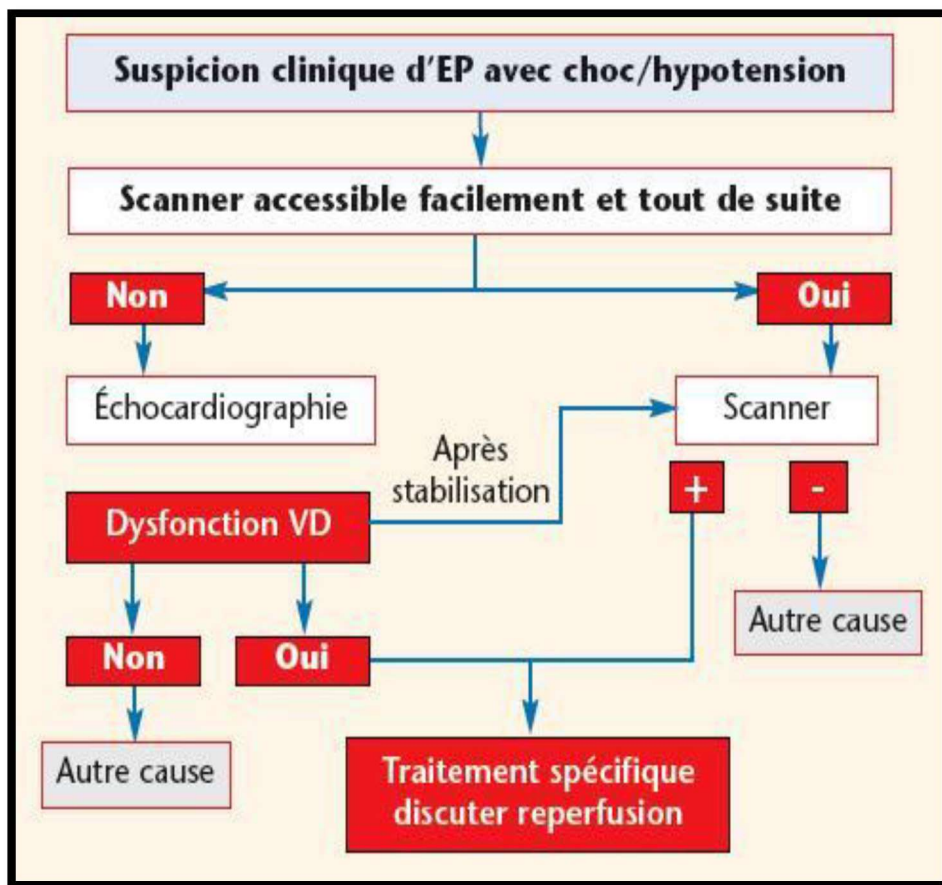 Suspicion clinique d'EP avec choc/hypotension
Scanner accessible facilement et tout de suite
Non
Oui
Échocardiographie
Scanner
Après
stabilisation
+
-
Dysfonction VD
Autre cause
Non
Oui
Autre cause
Traitement spécifique
discuter reperfusion